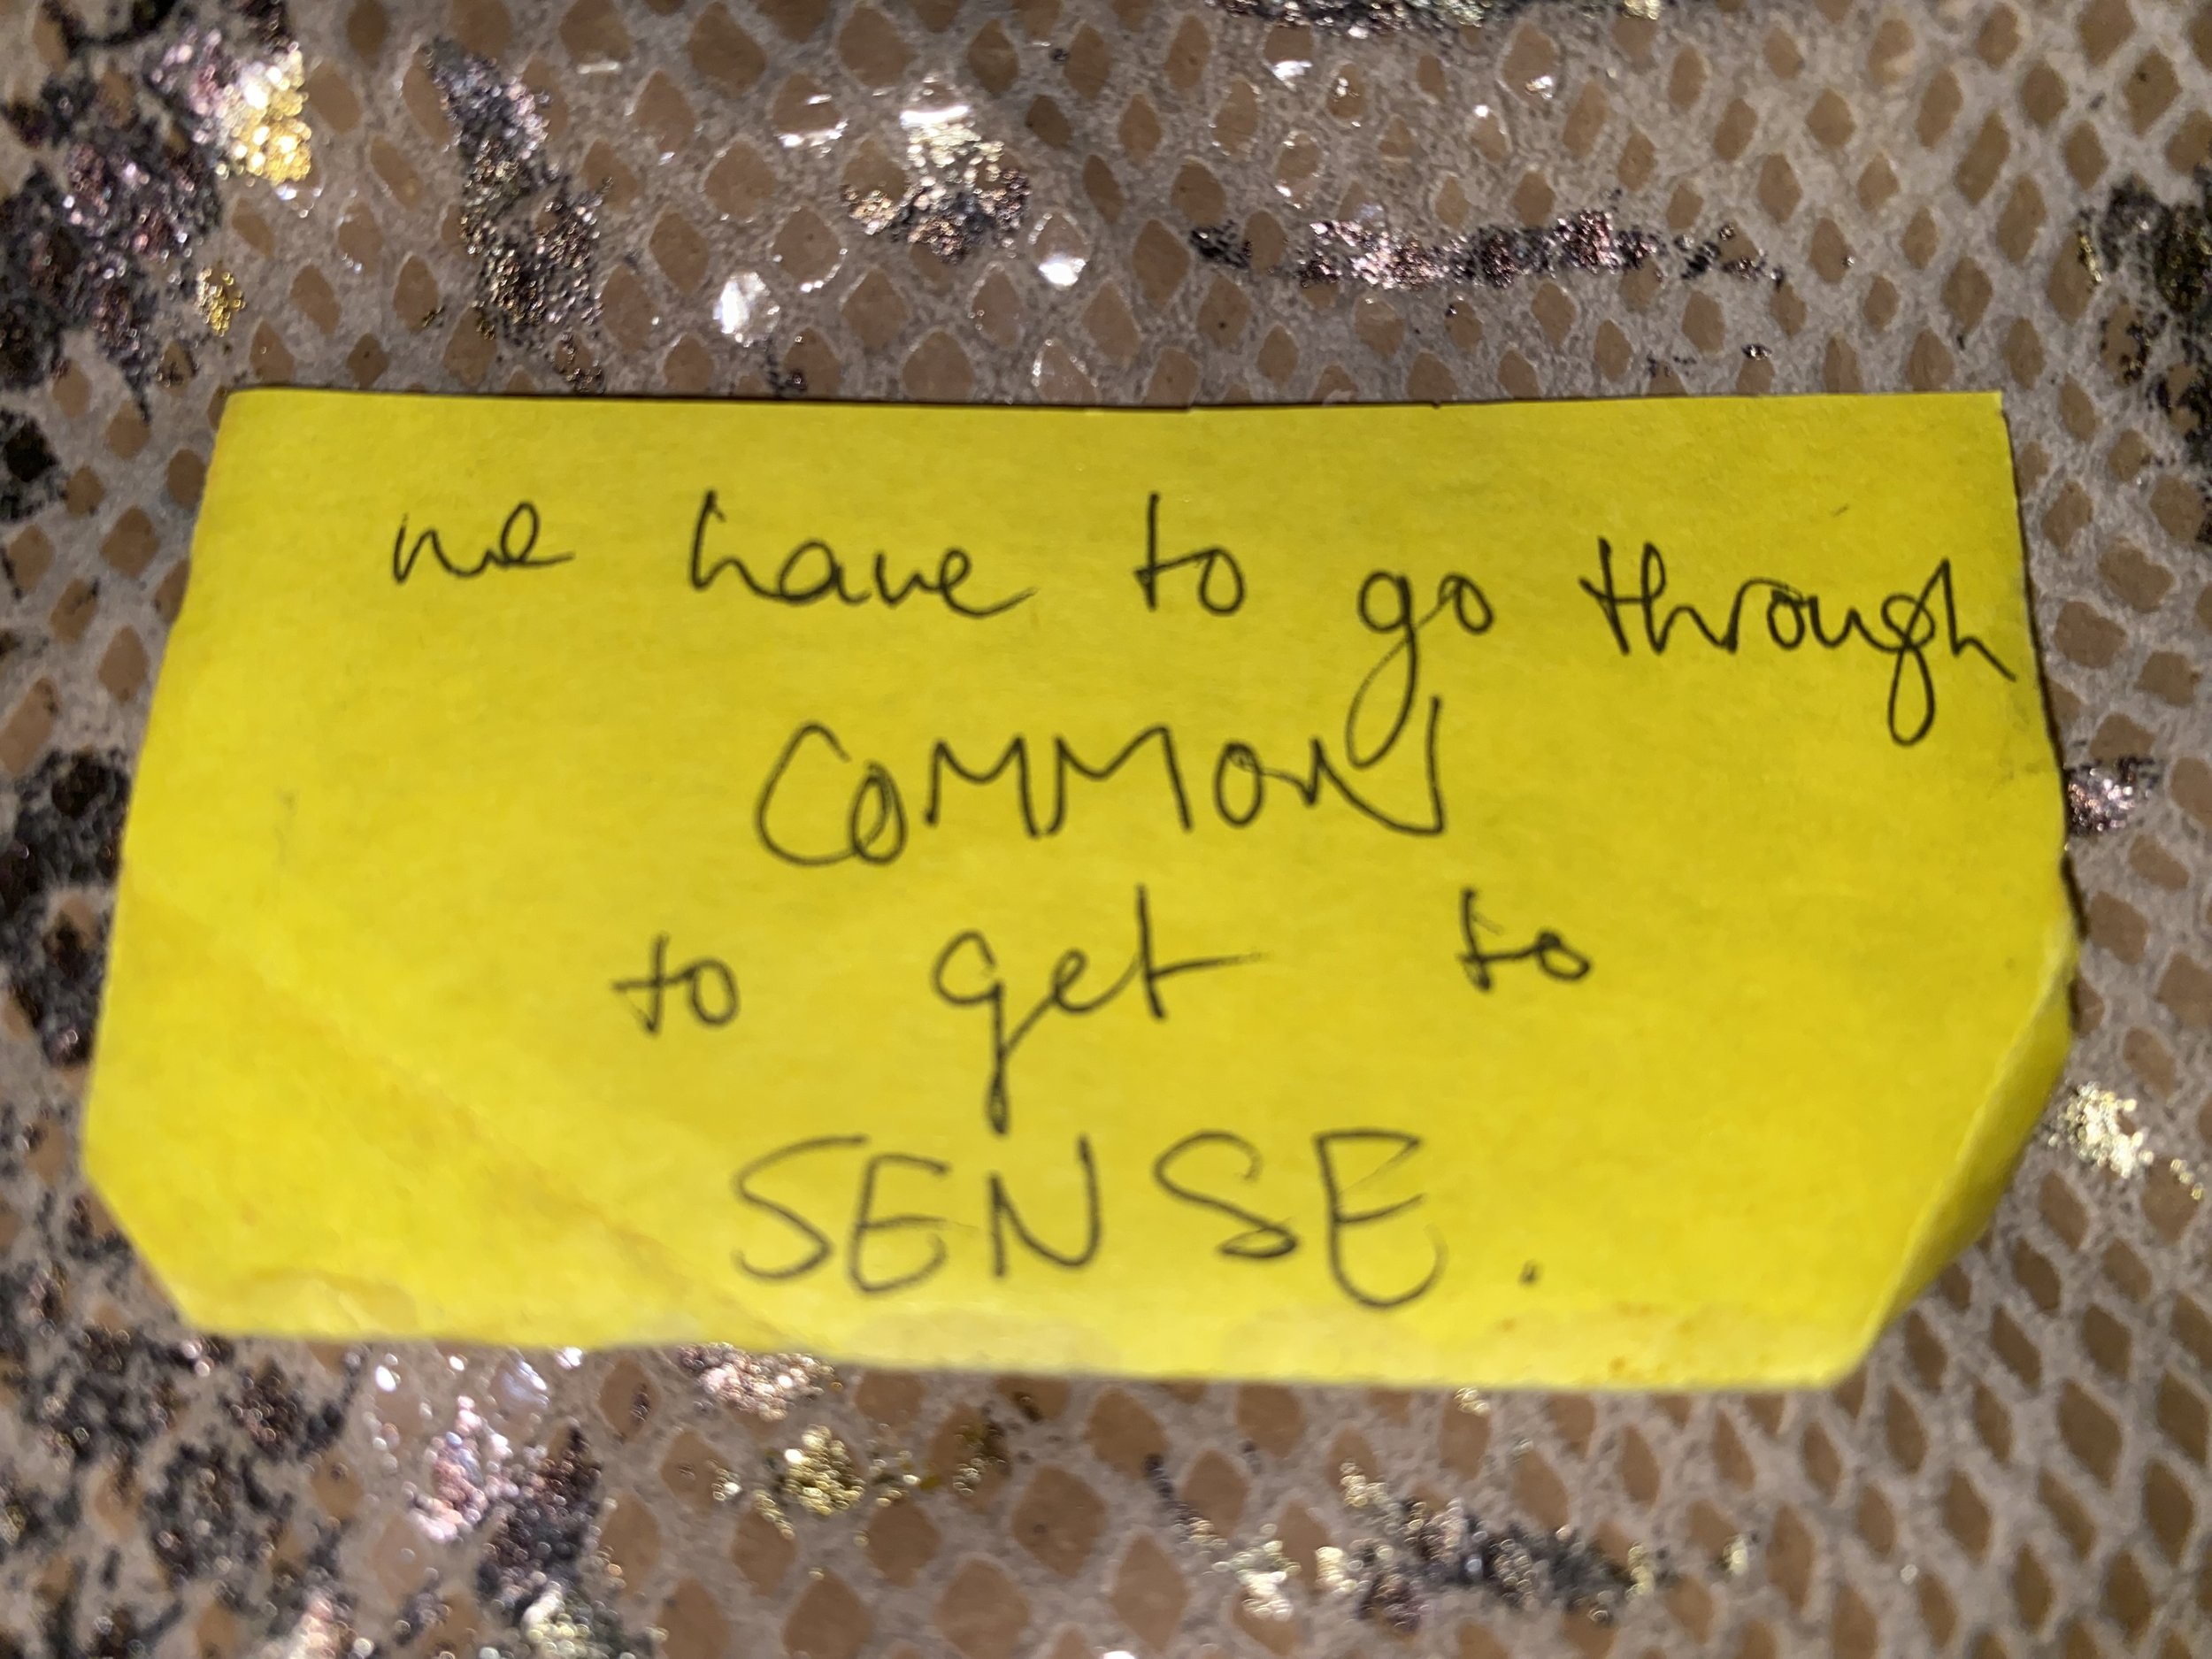 we have to go through
COMMON
to get to
SENSE.